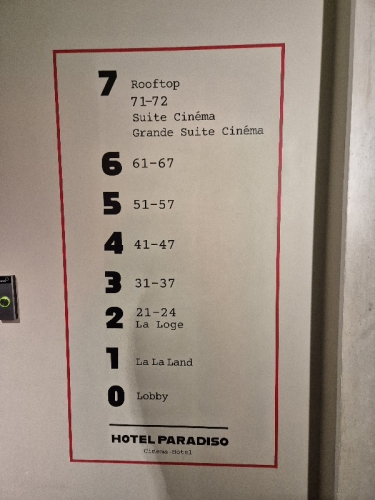 7 Rooftop
71-72
Suite Cinéma
Grande Suite Cinéma
6 61-67
5 51-57
4 41-47
3 31-37
2 21-24
La Loge
1 La La Land
0 Lobby
HOTEL PARADISO
Cinema-Hotel